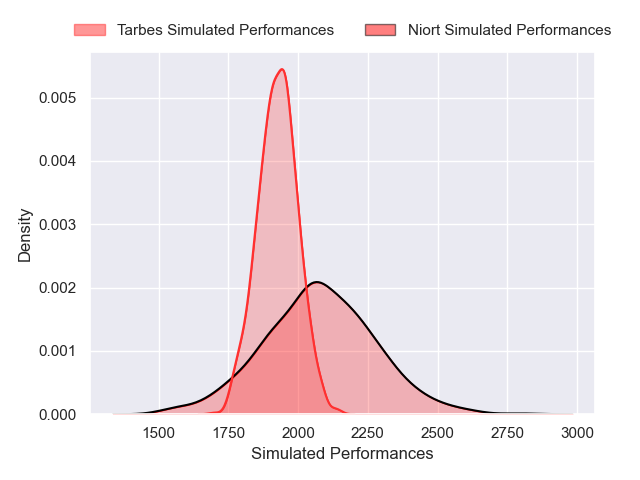 Tarbes Simulated Performances Niort Simulated Performances
0.005
0.004
0.003
0.002
0.001
0.000
Density
1500 1750 2000 2250 2500 2750 3000
Simulated Performances